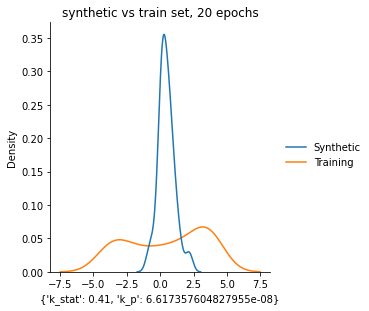 synthetic vs train set, 20 epochs
0.35
0.30
0.25
0.20
0.15
0.10
0.05
0.00
Density
Synthetic
Training
−7.5 −5.0 −2.5 0.0 2.5 5.0 7.5
{'k_stat': 0.41, 'k_p': 6.617357604827955e-08}